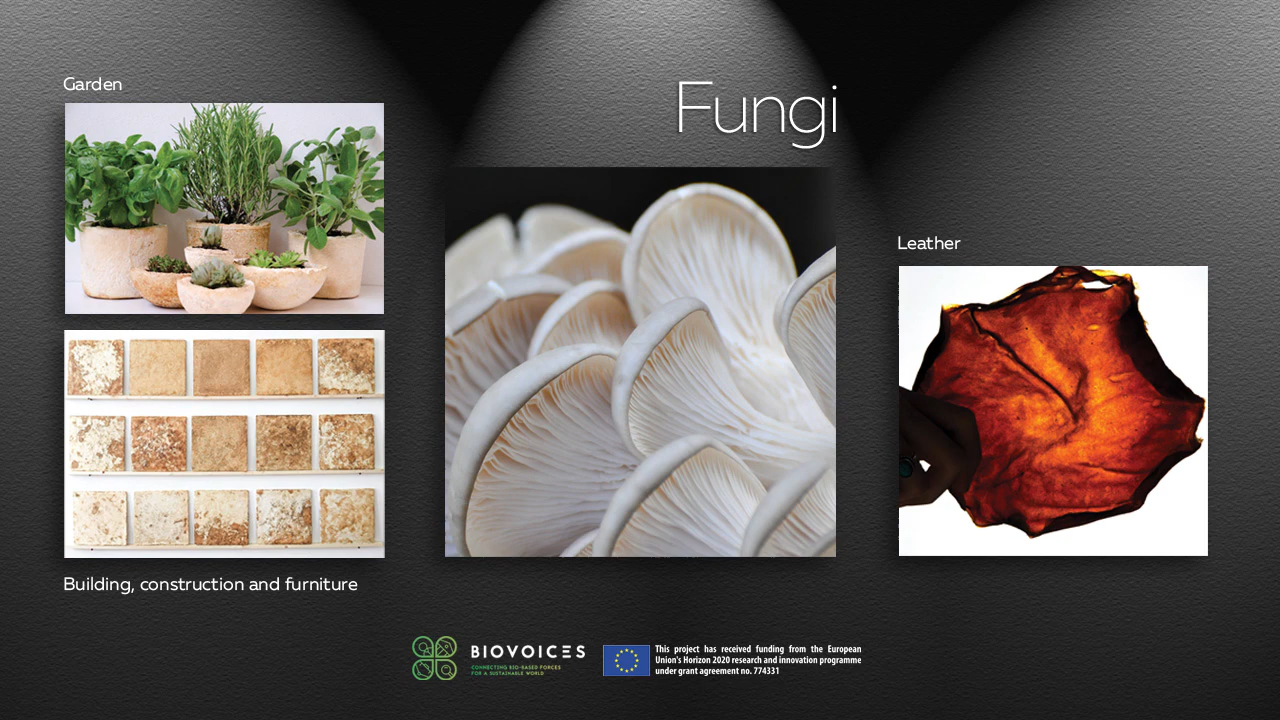 Garden
Fungi
Leather
Building, construction and furniture
BIOVOICES
CONNECTING BIO-BASED FORCES
FOR A SUSTAINABLE WORLD
This project has received funding from the European
Union's Horizon 2020 research and innovation programme
under grant agreement no. 774331